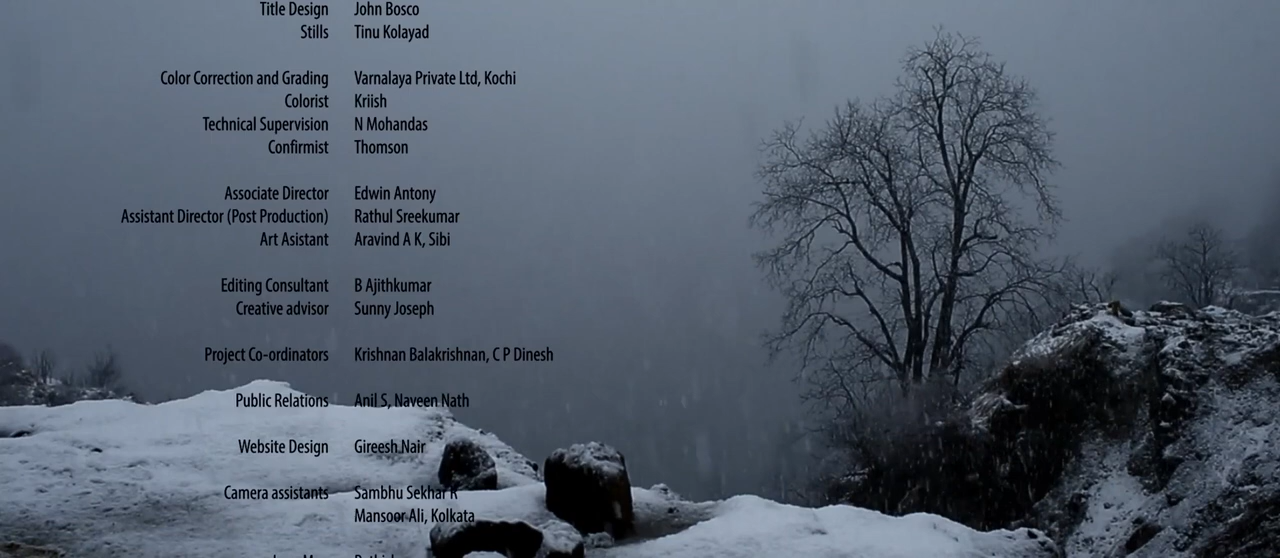 Title Design John Bosco
Stills Tinu Kolayad
Color Correction and Grading Varnalaya Private Ltd, Kochi
Colorist Kriish
Technical Supervision N Mohandas
Confirmist Thomson
Associate Director Edwin Antony
Assistant Director (Post Production) Rathul Sreekumar
Art Asistant Aravind A K, Sibi
Editing Consultant B Ajithkumar
Creative advisor Sunny Joseph
Project Co-ordinators Krishnan Balakrishnan, C P Dinesh
Public Relations Anil S, Naveen Nath
Website Design Gireesh Nair
Camera assistants Sambhu Sekhar R
Mansoor Ali, Kolkata